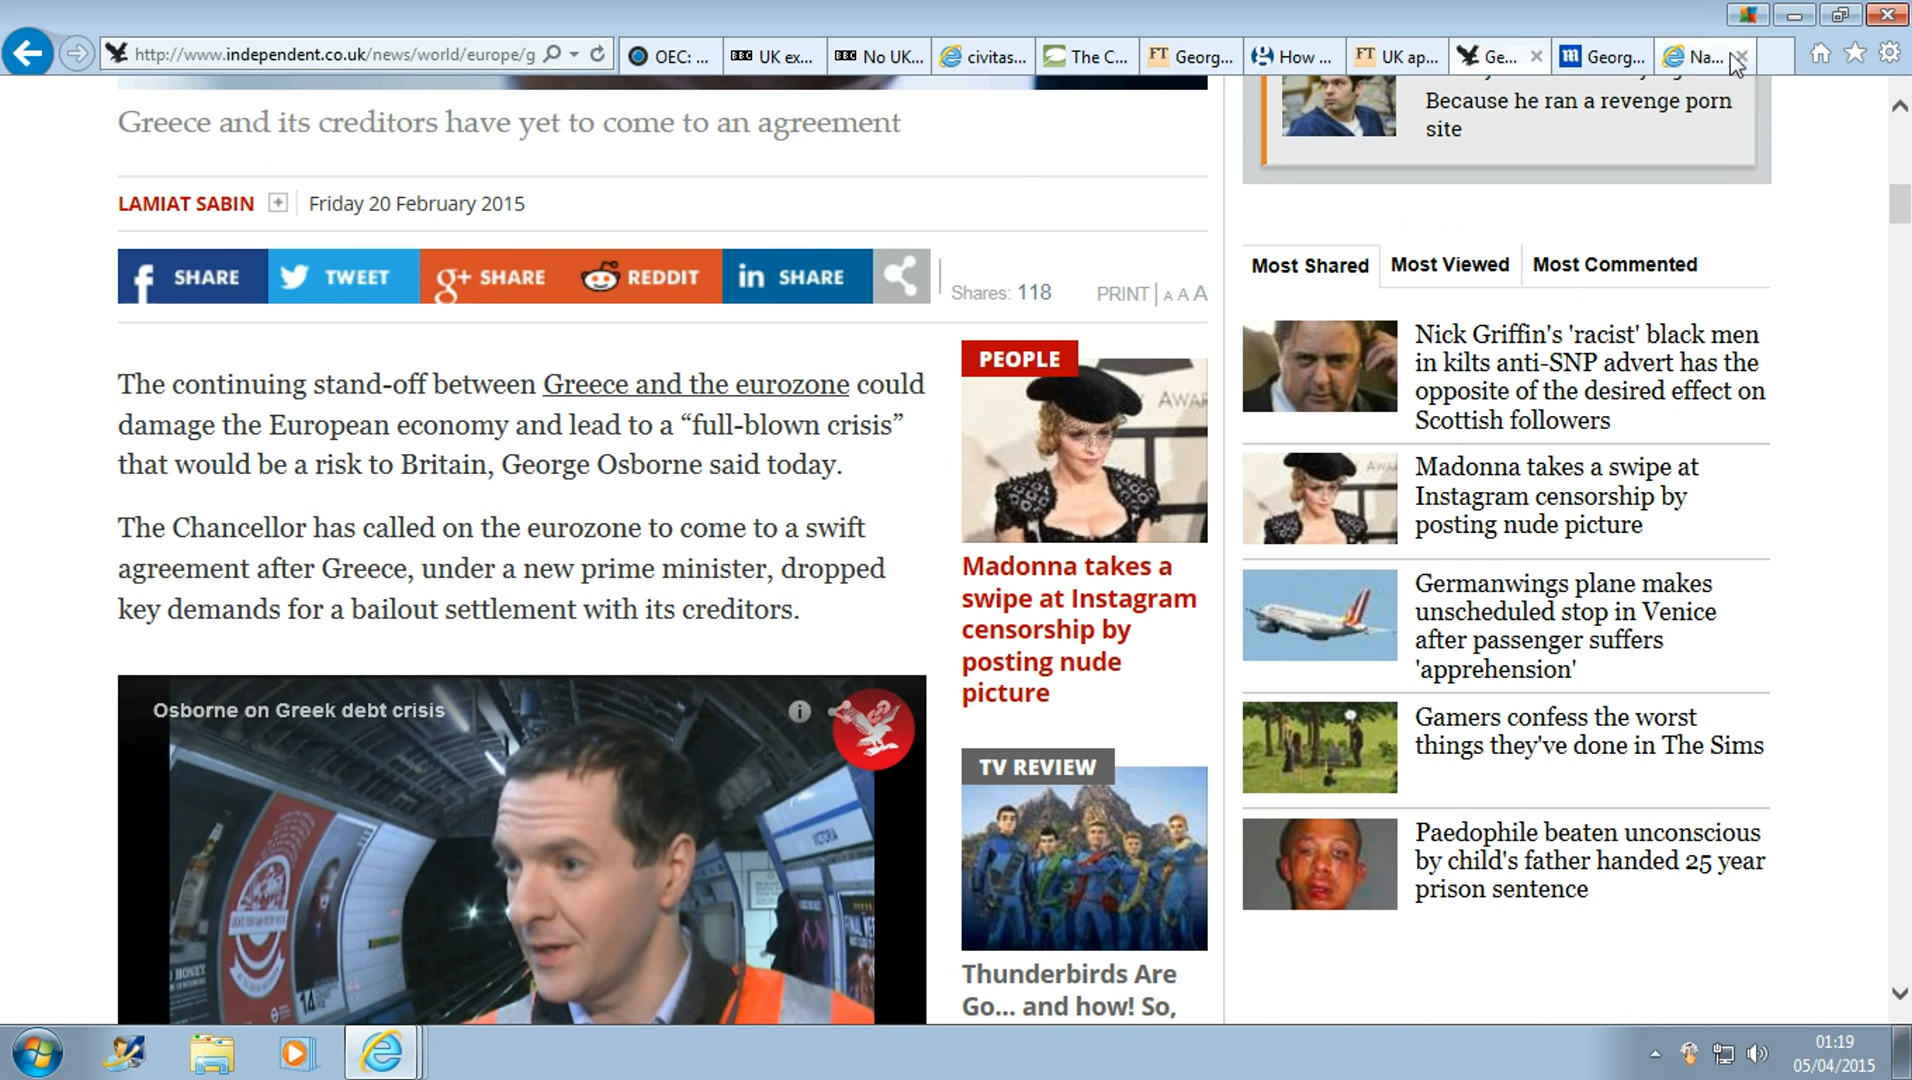 http://www.independent.co.uk/news/world/europe/g
OEC: ...
BBC UK ex...
BBC No UK...
civitas...
The C...
FT Georg...
How ...
FT UK ap...
Ge...
m Georg...
Na...
Because he ran a revenge porn
site
Greece and its creditors have yet to come to an agreement
LAMIAT SABIN + Friday 20 February 2015
f SHARE
TWEET
g+ SHARE
REDDIT
in SHARE
Shares: 118
PRINT A A A
The continuing stand-off between Greece and the eurozone could
damage the European economy and lead to a “full-blown crisis”
that would be a risk to Britain, George Osborne said today.
The Chancellor has called on the eurozone to come to a swift
agreement after Greece, under a new prime minister, dropped
key demands for a bailout settlement with its creditors.
Osborne on Greek debt crisis
VICTORIA
HONEY
14
PEOPLE
AWAR
Madonna takes a
swipe at Instagram
censorship by
posting nude
picture
TV REVIEW
Thunderbirds Are
Go... and how! So,
Most Shared
Most Viewed
Most Commented
Nick Griffin's 'racist' black men
in kilts anti-SNP advert has the
opposite of the desired effect on
Scottish followers
Madonna takes a swipe at
Instagram censorship by
posting nude picture
Germanwings plane makes
unscheduled stop in Venice
after passenger suffers
'apprehension'
Gamers confess the worst
things they've done in The Sims
Paedophile beaten unconscious
by child's father handed 25 year
prison sentence
01:19
05/04/2015